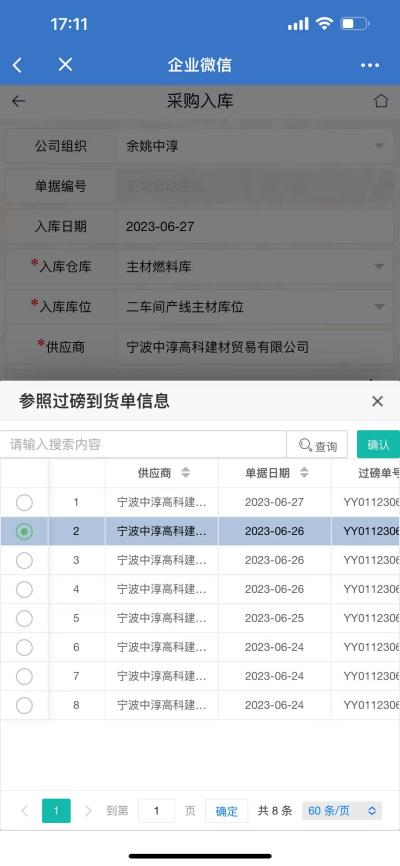 17:11
企业微信
采购入库
公司组织 余姚中淳
单据编号 系统自动生成
入库日期 2023-06-27
*入库仓库 主材燃料库
*入库库位 二车间产线主材库位
*供应商 宁波中淳高科建材贸易有限公司
参照过磅到货单信息
请输入搜索内容 查询 确认
供应商 单据日期 过磅单号
1 宁波中淳高科建... 2023-06-27 YY0112306
2 宁波中淳高科建... 2023-06-26 YY0112306
3 宁波中淳高科建... 2023-06-26 YY0112306
4 宁波中淳高科建... 2023-06-26 YY0112306
5 宁波中淳高科建... 2023-06-25 YY0112306
6 宁波中淳高科建... 2023-06-24 YY0112306
7 宁波中淳高科建... 2023-06-24 YY0112306
8 宁波中淳高科建... 2023-06-24 YY0112306
1 到第 1 页 确定 共 8 条 60 条/页